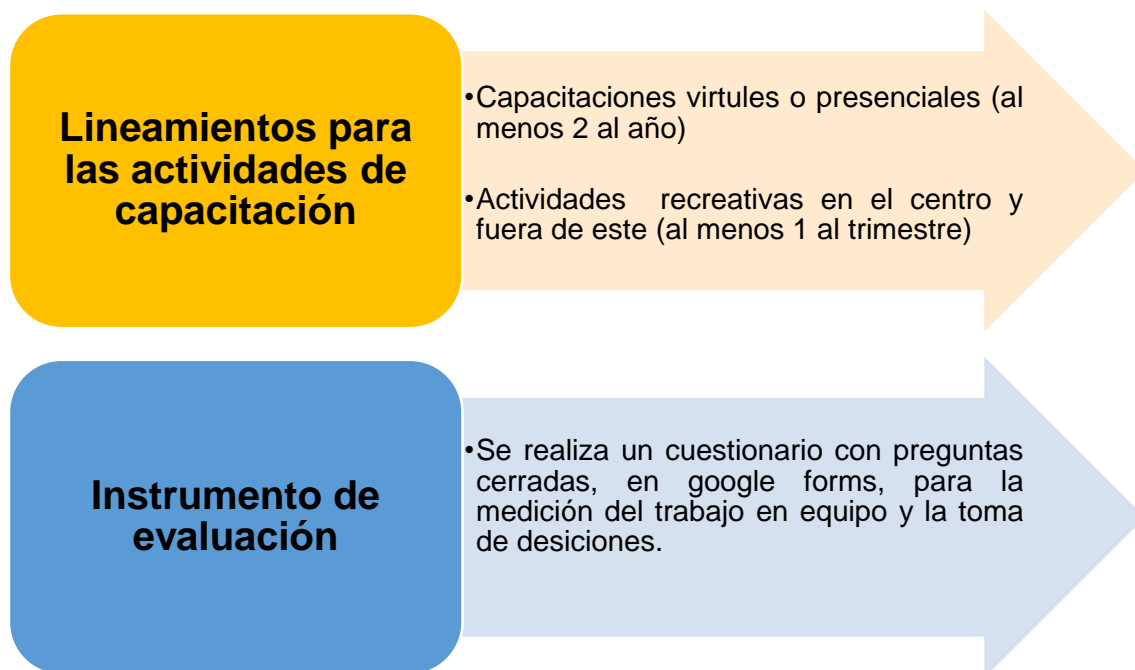 Lineamientos para
las actividades de
capacitación
•Capacitaciones virtules o presenciales (al
menos 2 al año)
•Actividades recreativas en el centro y
fuera de este (al menos 1 al trimestre)
Instrumento de
evaluación
•Se realiza un cuestionario con preguntas
cerradas, en google forms, para la
medición del trabajo en equipo y la toma
de desiciones.